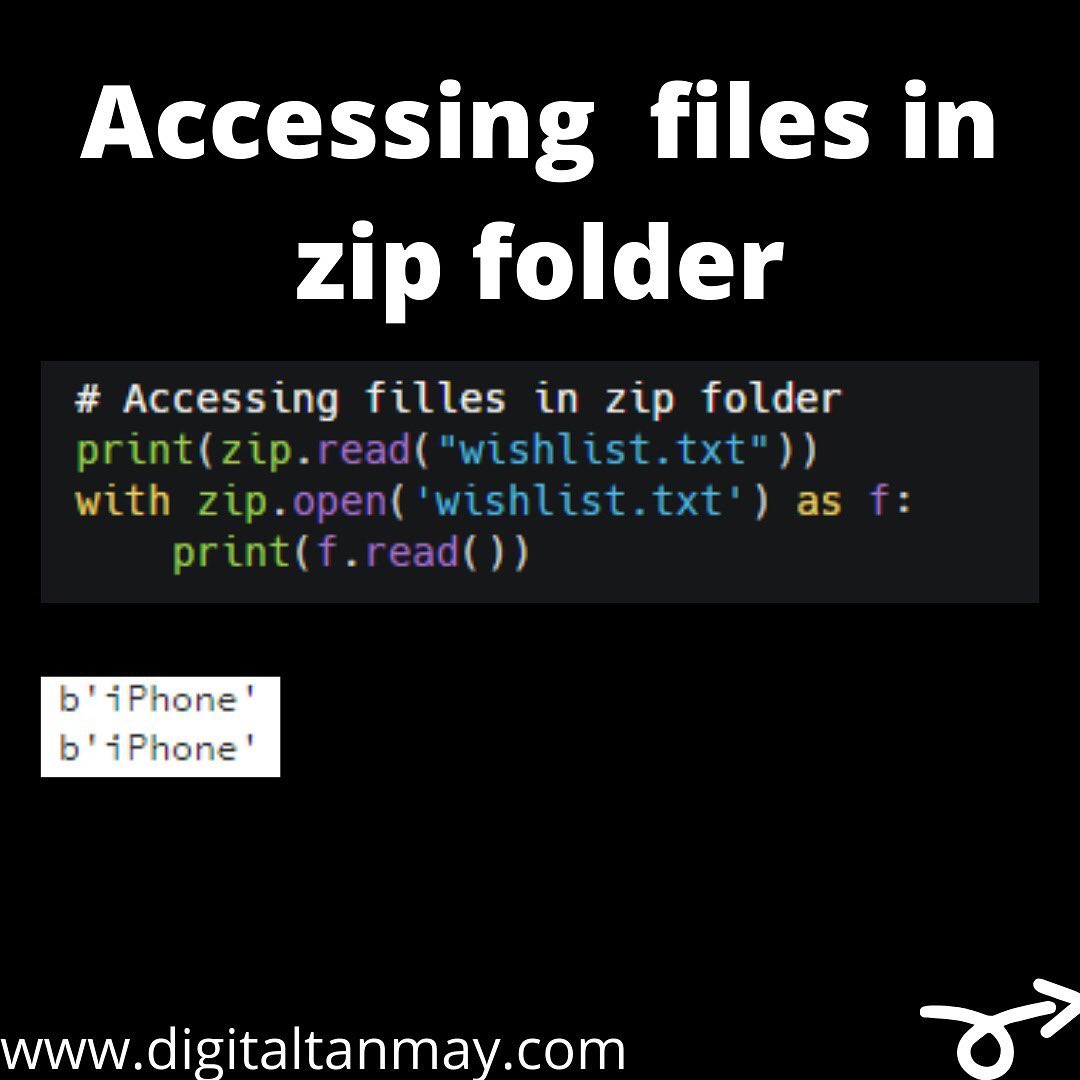 Accessing  files in
zip folder
# Accessing filles in zip folder
print(zip.read("wishlist.txt"))
with zip.open('wishlist.txt') as f:
    print(f.read())
b'iPhone'
b'iPhone'
www.digitaltanmay.com